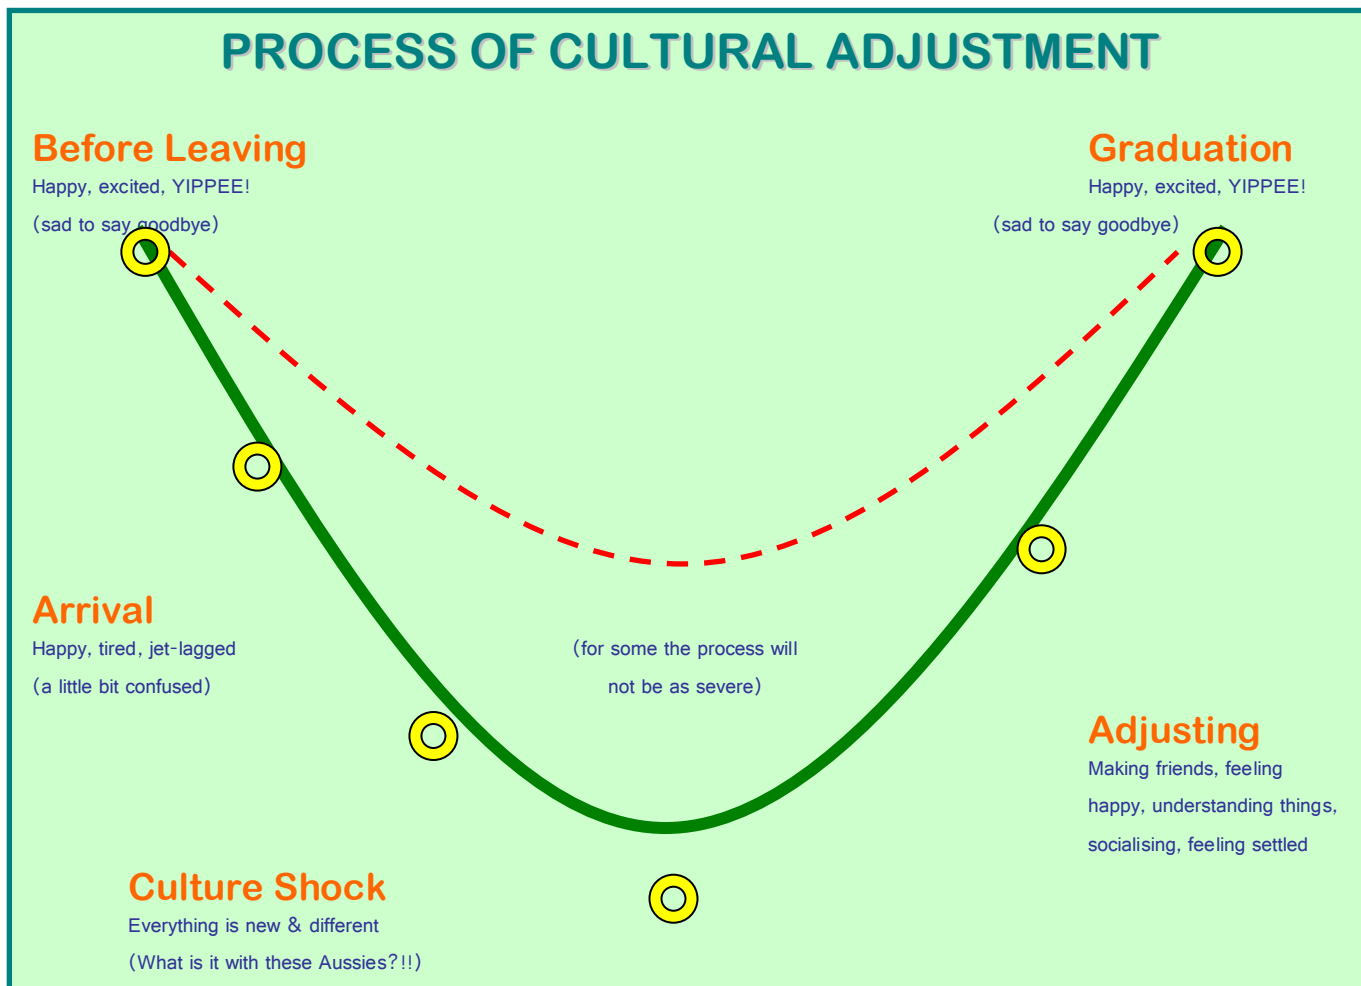 PROCESS OF CULTURAL ADJUSTMENT
Before Leaving
Happy, excited, YIPPEE!
(sad to say goodbye)
Graduation
Happy, excited, YIPPEE!
(sad to say goodbye)
Arrival
Happy, tired, jet-lagged
(a little bit confused)
(for some the process will
not be as severe)
Adjusting
Making friends, feeling
happy, understanding things,
socialising, feeling settled
Culture Shock
Everything is new & different
(What is it with these Aussies?!!)